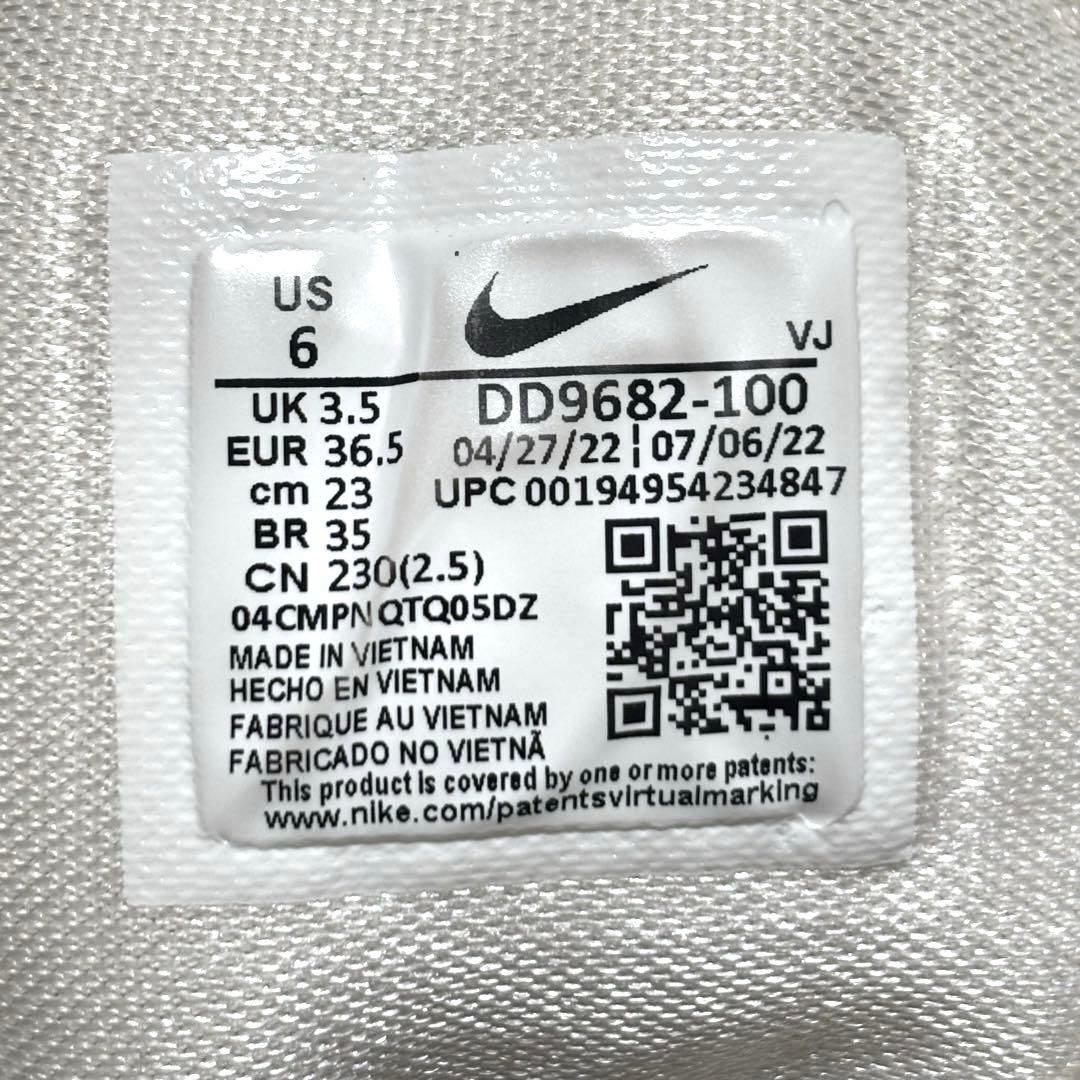 US
6
VJ
UK 3.5
EUR 36.5
cm 23
BR 35
CN 230(2.5)
DD9682-100
04/27/22 ¦ 07/06/22
UPC 00194954234847
04CMPNQTQ05DZ
MADE IN VIETNAM
HECHO EN VIETNAM
FABRIQUE AU VIETNAM
FABRICADO NO VIETNÃ
This product is covered by one or more patents:
www.nike.com/patentsvirtualmarking